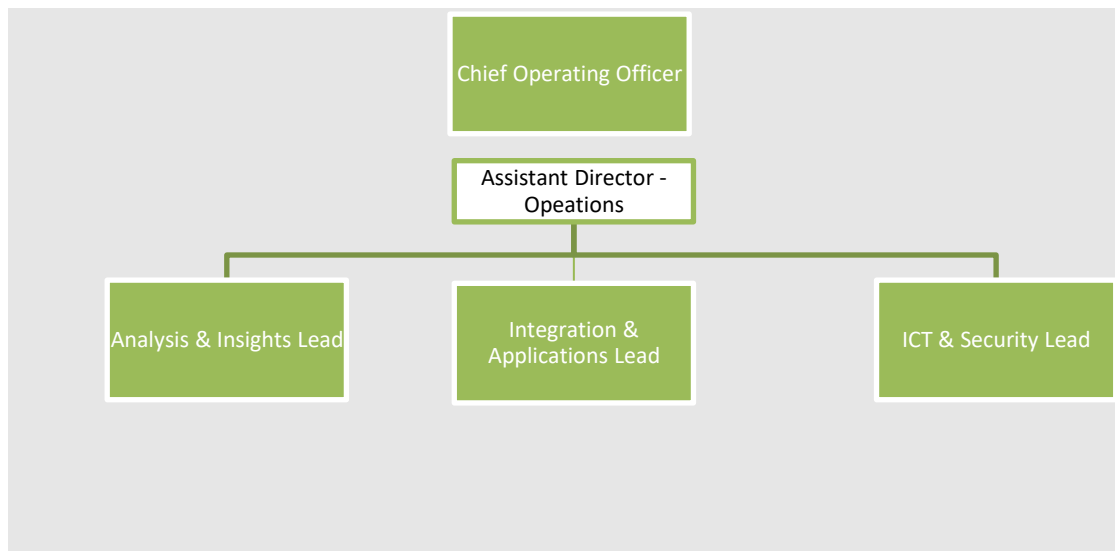 Chief Operating Officer
Assistant Director -
Opeations
Analysis & Insights Lead
Integration &
Applications Lead
ICT & Security Lead